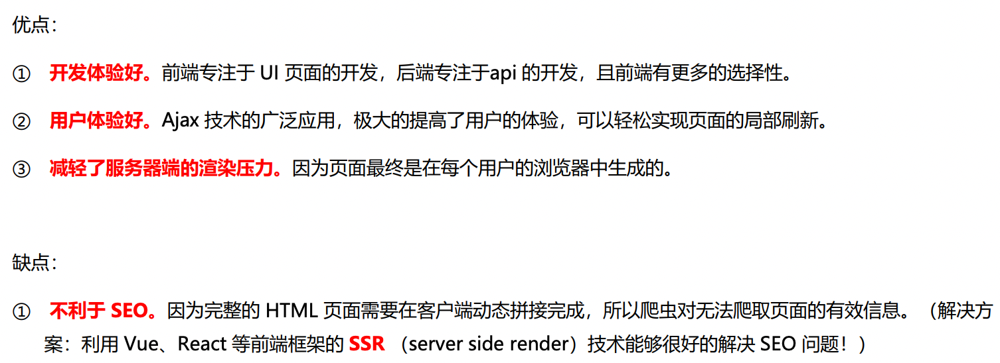 优点：
① 开发体验好。前端专注于 UI 页面的开发，后端专注于api 的开发，且前端有更多的选择性。
② 用户体验好。Ajax 技术的广泛应用，极大的提高了用户的体验，可以轻松实现页面的局部刷新。
③ 减轻了服务器端的渲染压力。因为页面最终是在每个用户的浏览器中生成的。
缺点：
① 不利于 SEO。因为完整的 HTML 页面需要在客户端动态拼接完成，所以爬虫对无法爬取页面的有效信息。（解决方
案：利用 Vue、React 等前端框架的 SSR （server side render）技术能够很好的解决 SEO 问题！）